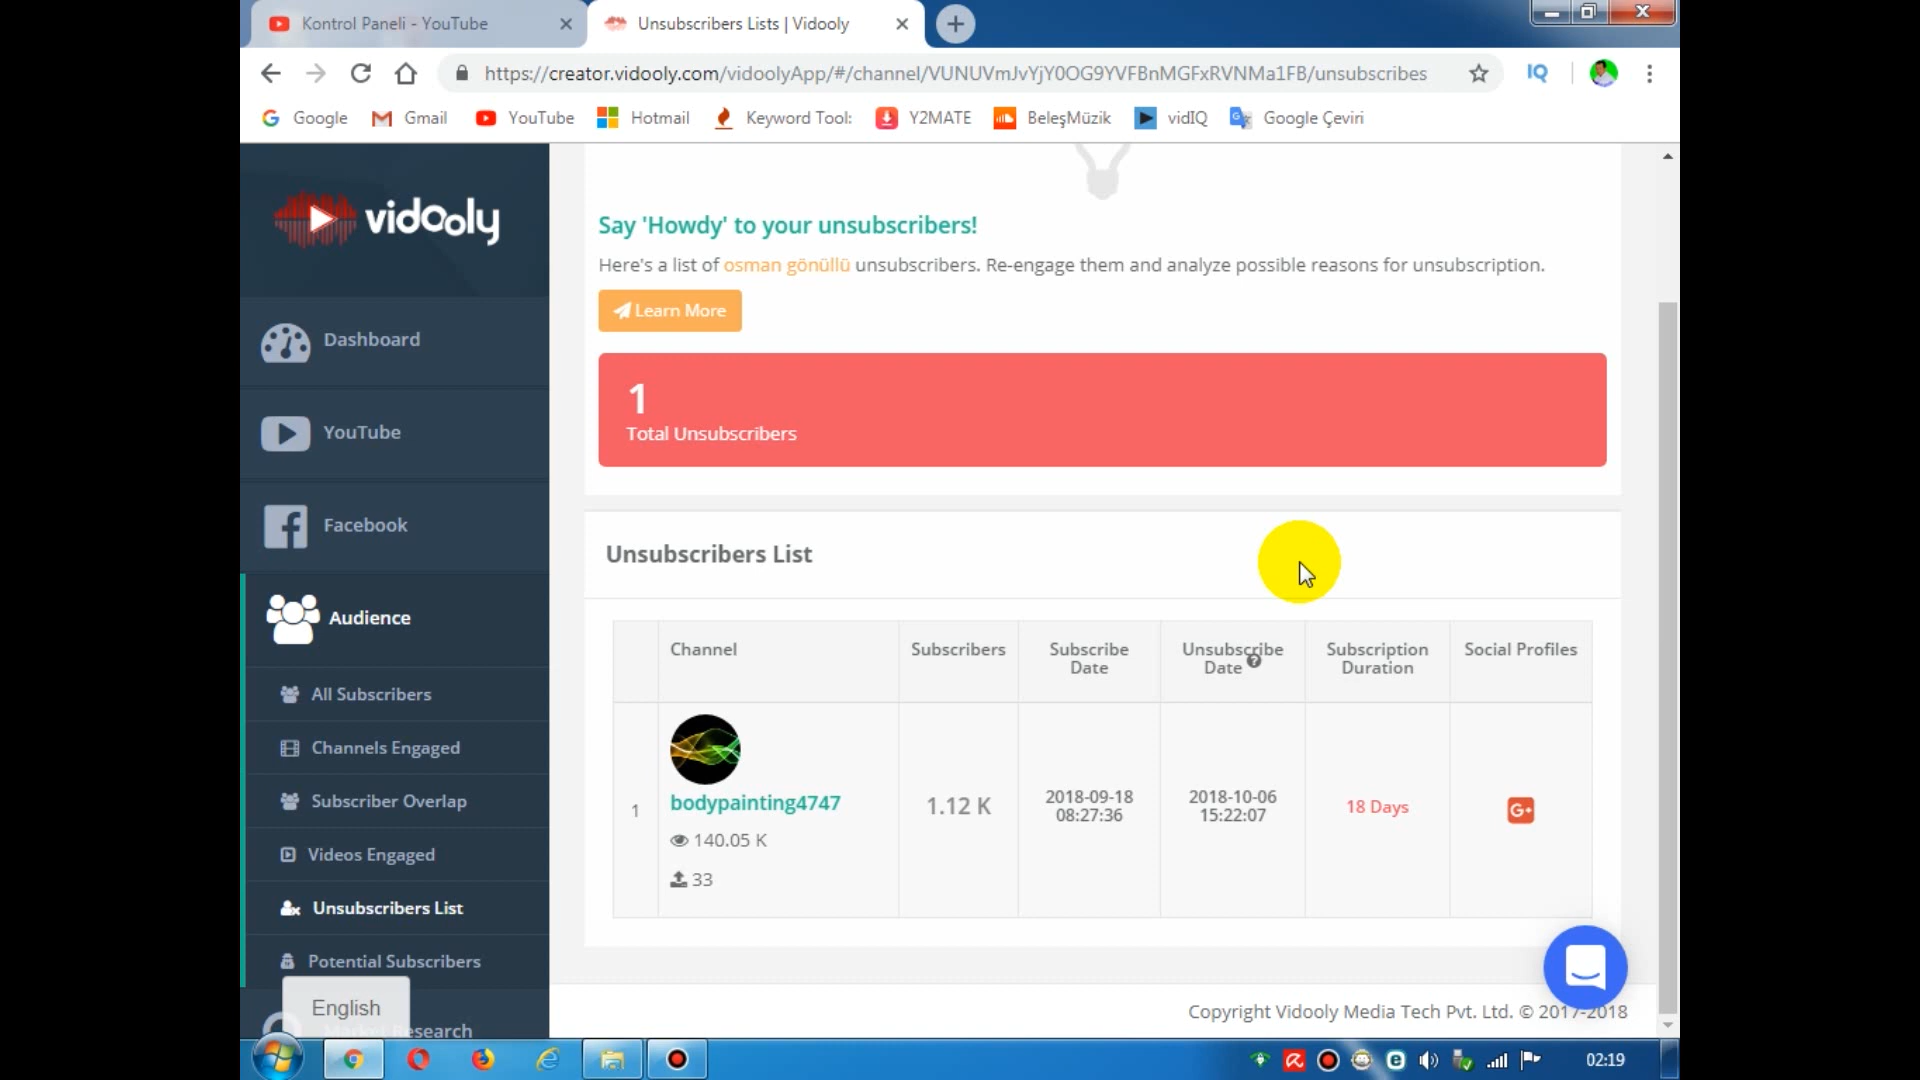 Kontrol Paneli - YouTube
Unsubscribers Lists | Vidooly
https://creator.vidooly.com/vidoolyApp/#/channel/VUNUVmJvYjY0OG9YVFBnMGFxRVNMa1FB/unsubscribes
IQ
Google
Gmail
YouTube
Hotmail
Keyword Tool:
Y2MATE
BeleşMüzik
vidIQ
Google Çeviri
vidooly
Dashboard
YouTube
Facebook
Audience
All Subscribers
Channels Engaged
Subscriber Overlap
Videos Engaged
Unsubscribers List
Potential Subscribers
English
Market Research
Say 'Howdy' to your unsubscribers!
Here's a list of osman gönüllü unsubscribers. Re-engage them and analyze possible reasons for unsubscription.
Learn More
1
Total Unsubscribers
Unsubscribers List
Channel
Subscribers
Subscribe
Date
Unsubscribe
Date
Subscription
Duration
Social Profiles
1
bodypainting4747
140.05 K
33
1.12 K
2018-09-18
08:27:36
2018-10-06
15:22:07
18 Days
G+
Copyright Vidooly Media Tech Pvt. Ltd. © 2017-2018
02:19